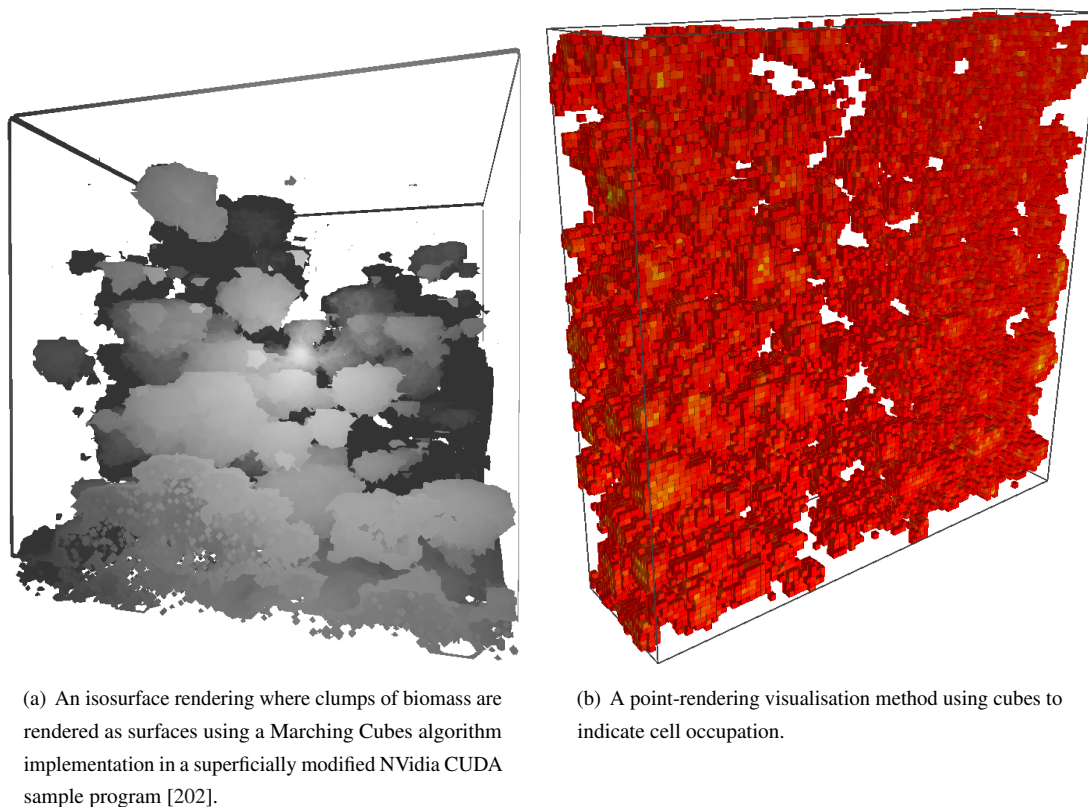 (a) An isosurface rendering where clumps of biomass are
rendered as surfaces using a Marching Cubes algorithm
implementation in a superficially modified NVidia CUDA
sample program [202].
(b) A point-rendering visualisation method using cubes to
indicate cell occupation.